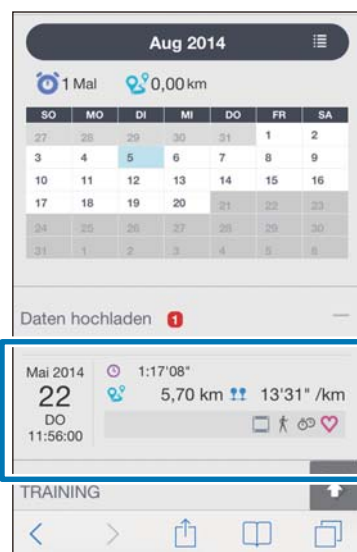 Aug 2014
1 Mal 0,00 km
SO MO DI MI DO FR SA
27 28 29 30 31 1 2
3 4 5 6 7 8 9
10 11 12 13 14 15 16
17 18 19 20 21 22 23
24 25 26 27 28 29 30
31 1 2 3 4 5 6
Daten hochladen 1
Mai 2014
22
DO
11:56:00
1:17'08"
5,70 km 13'31" /km
TRAINING